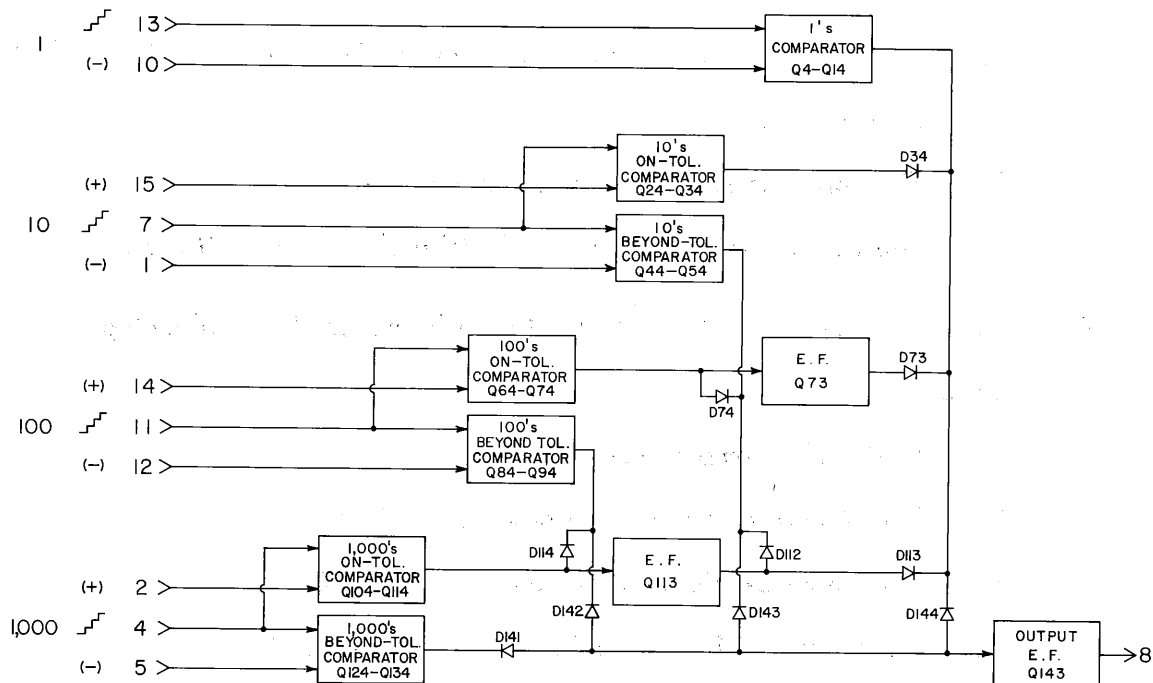 13
1
(-) 10
1's
COMPARATOR
Q4-Q14
(+) 15
10 7
(-) 1
10's
ON-TOL.
COMPARATOR
Q24-Q34
10's
BEYOND-TOL.
COMPARATOR
Q44-Q54
D34
(+) 14
100 11
(-) 12
100's
ON-TOL.
COMPARATOR
Q64-Q74
100's
BEYOND TOL.
COMPARATOR
Q84-Q94
D74
E.F.
Q73
D73
(+) 2
1,000 4
(-) 5
1,000's
ON-TOL.
COMPARATOR
Q104-Q114
1,000's
BEYOND-TOL.
COMPARATOR
Q124-Q134
D114
E.F.
Q113
D112
D113
D142
D143
D144
D141
OUTPUT
E.F.
Q143
8